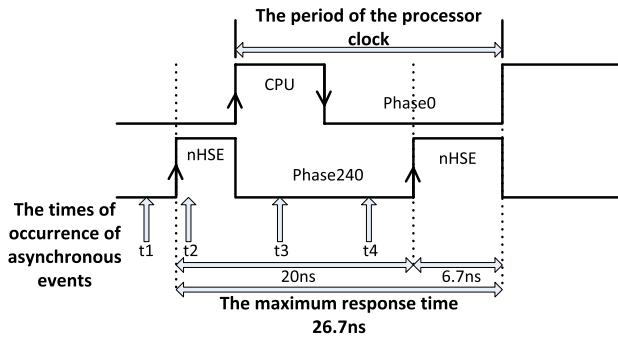 The period of the processor
clock
CPU
Phase0
nHSE
nHSE
Phase240
The times of
occurrence of
asynchronous
events
t1
t2
t3
t4
20ns
6.7ns
The maximum response time
26.7ns